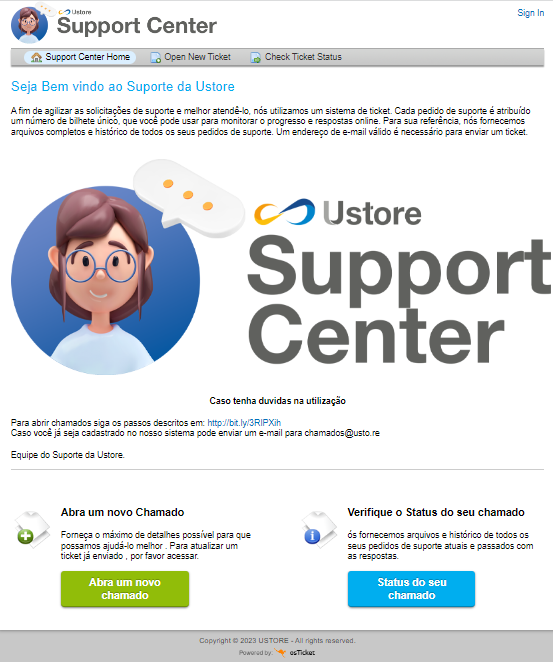 Ustore
Support Center
Sign In
Support Center Home
Open New Ticket
Check Ticket Status
Seja Bem vindo ao Suporte da Ustore
A fim de agilizar as solicitações de suporte e melhor atendê-lo, nós utilizamos um sistema de ticket. Cada pedido de suporte é atribuído
um número de bilhete único, que você pode usar para monitorar o progresso e respostas online. Para sua referência, nós fornecemos
arquivos completos e histórico de todos os seus pedidos de suporte. Um endereço de e-mail válido é necessário para enviar um ticket.
Ustore
Support
Center
Caso tenha duvidas na utilização
Para abrir chamados siga os passos descritos em: http://bit.ly/3RIPXih
Caso você já seja cadastrado no nosso sistema pode enviar um e-mail para chamados@usto.re
Equipe do Suporte da Ustore.
Abra um novo Chamado
Forneça o máximo de detalhes possível para que
possamos ajudá-lo melhor . Para atualizar um
ticket já enviado , por favor acessar.
Abra um novo
chamado
Verifique o Status do seu chamado
ós fornecemos arquivos e histórico de todos os
seus pedidos de suporte atuais e passados com
as respostas.
Status do seu
chamado
Copyright © 2023 USTORE - All rights reserved.
Powered by osTicket